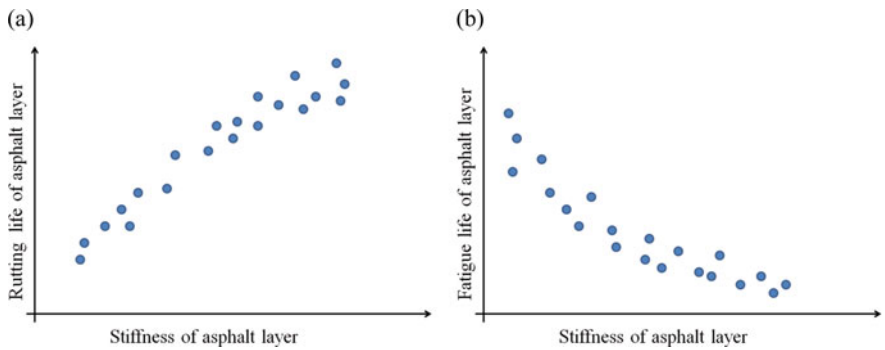 (a)
Rutting life of asphalt layer
Stiffness of asphalt layer
(b)
Fatigue life of asphalt layer
Stiffness of asphalt layer